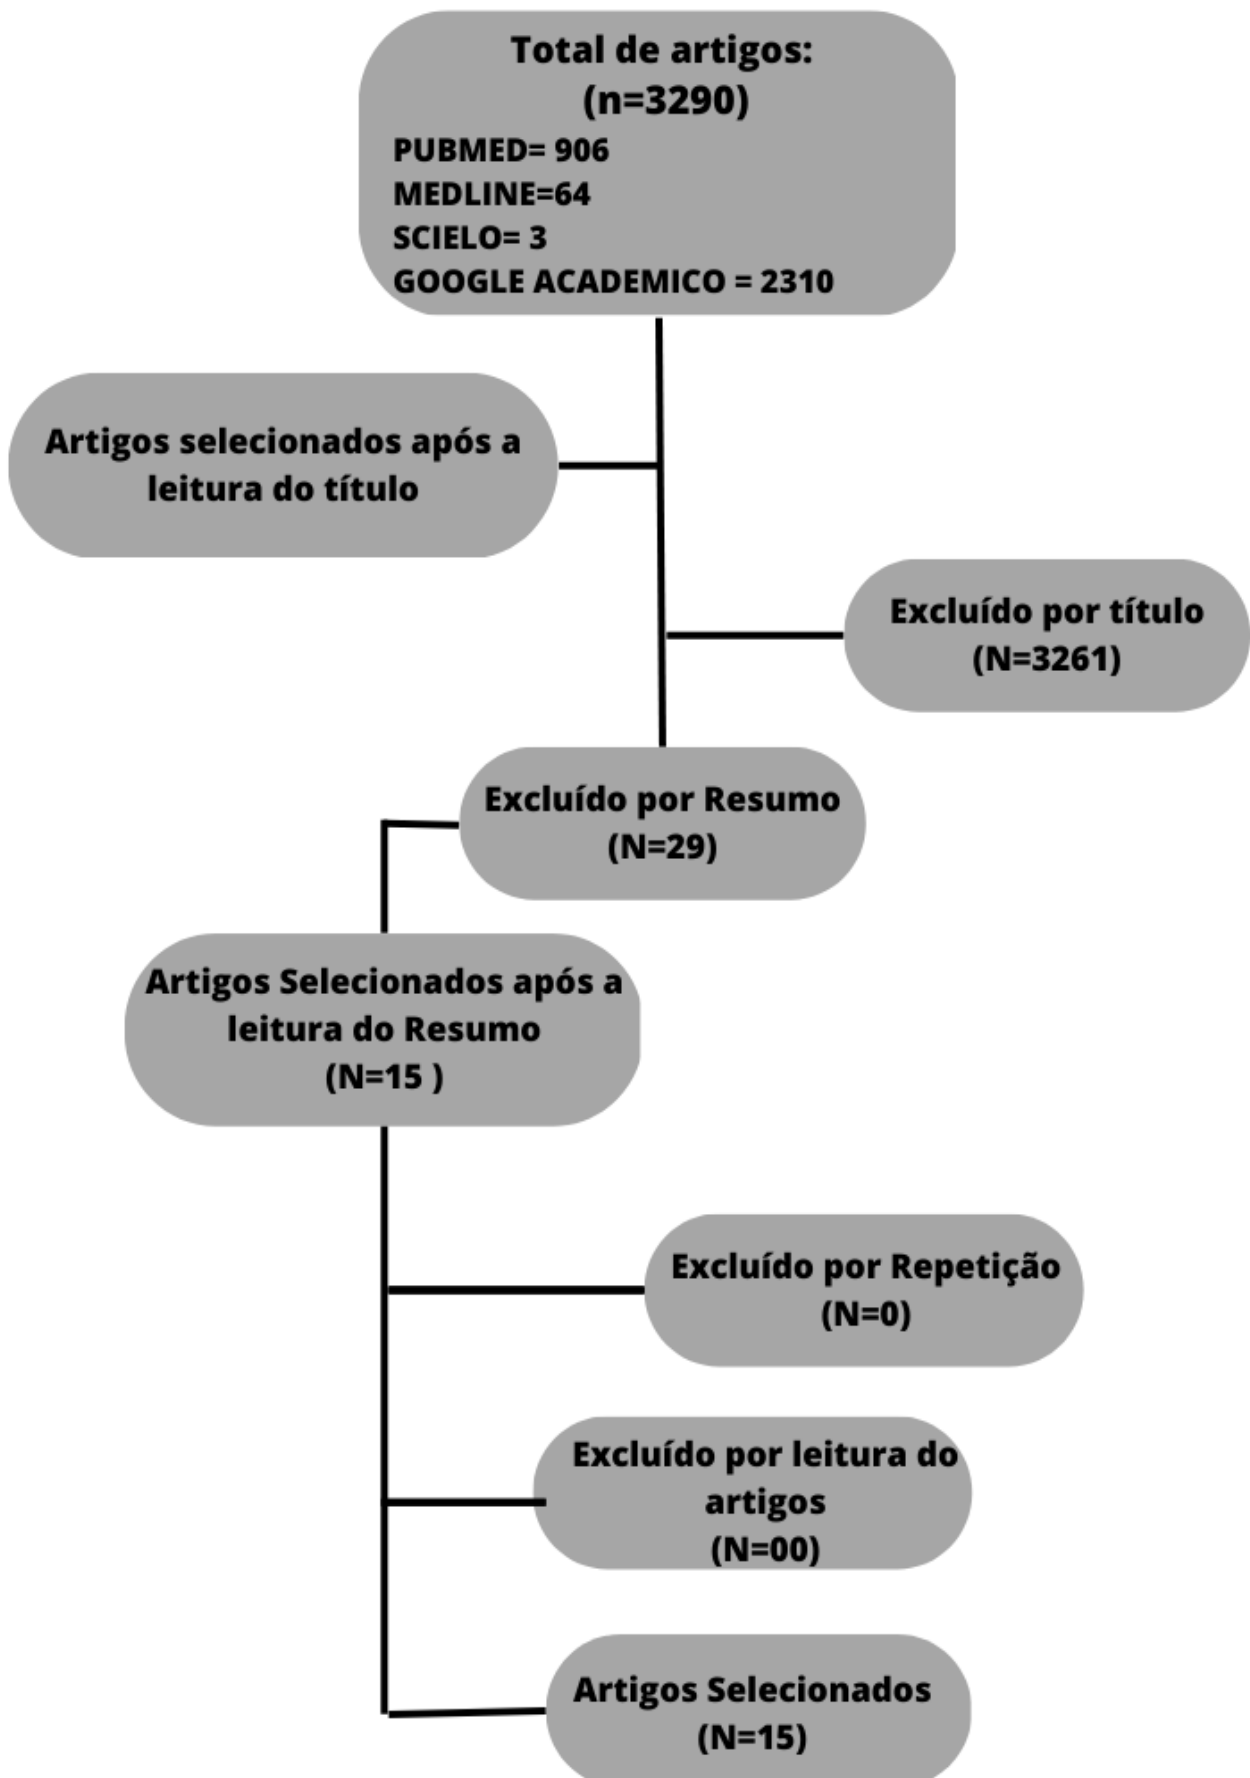 Total de artigos:
(n=3290)
PUBMED= 906
MEDLINE=64
SCIELO= 3
GOOGLE ACADEMICO = 2310
Artigos selecionados após a
leitura do título
Excluído por título
(N=3261)
Excluído por Resumo
(N=29)
Artigos Selecionados após a
leitura do Resumo
(N=15 )
Excluído por Repetição
(N=0)
Excluído por leitura do
artigos
(N=00)
Artigos Selecionados
(N=15)